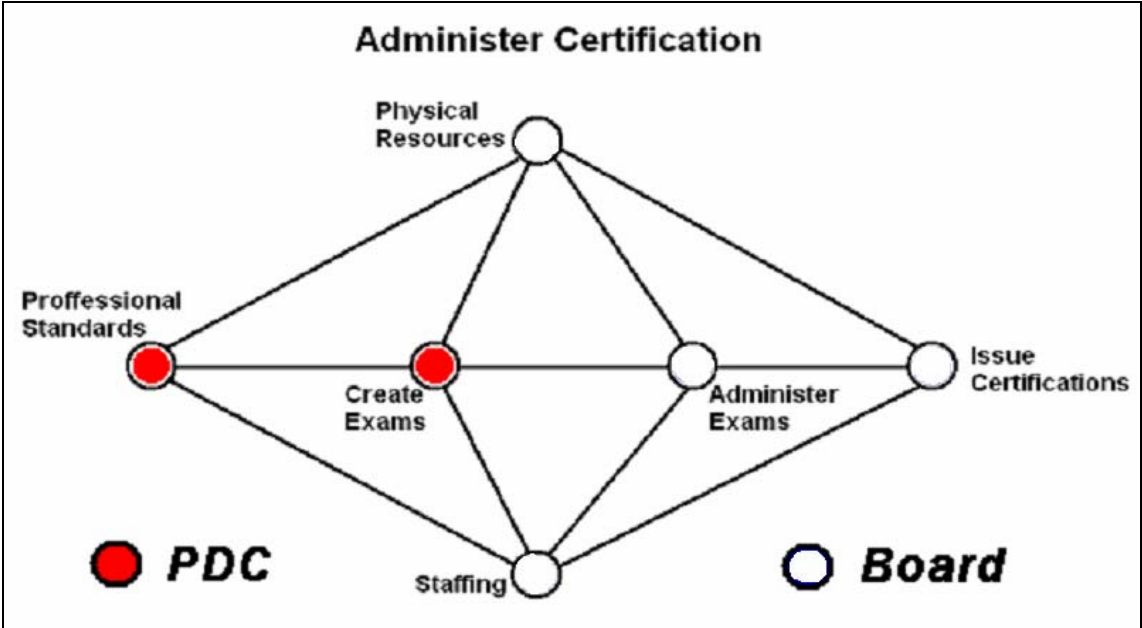 Administer Certification
Physical
Resources
Proffessional
Standards
Create
Exams
Administer
Exams
Issue
Certifications
Staffing
PDC
Board